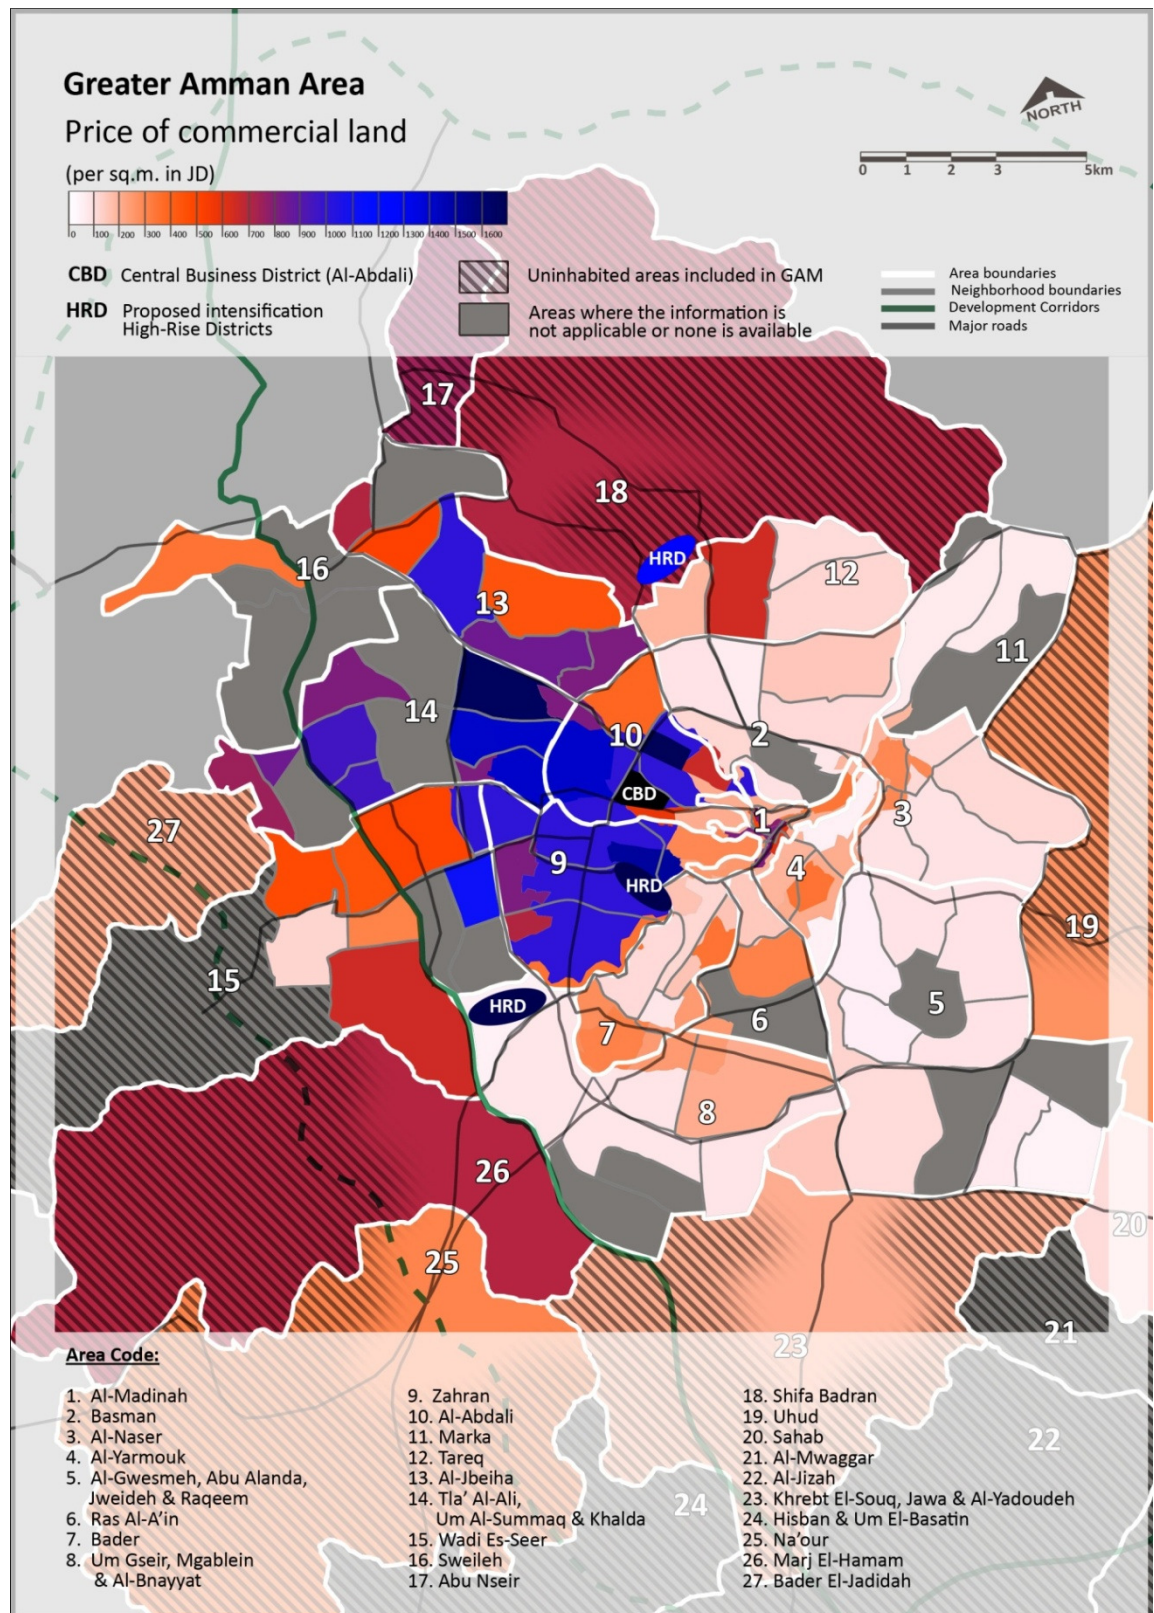 Greater Amman Area
Price of commercial land
(per sq.m. in JD)
0 100 200 300 400 500 600 700 800 900 1000 1100 1200 1300 1400 1500 1600
NORTH
0 1 2 3 5km
CBD Central Business District (Al-Abdali)
HRD Proposed intensification
High-Rise Districts
Uninhabited areas included in GAM
Areas where the information is
not applicable or none is available
Area boundaries
Neighborhood boundaries
Development Corridors
Major roads
17
18
HRD
16
12
13
11
14
10
2
CBD
27
1
3
9
4
HRD
19
15
HRD
5
6
7
8
26
20
25
21
23
22
24
Area Code:
1. Al-Madinah
2. Basman
3. Al-Naser
4. Al-Yarmouk
5. Al-Gwesmeh, Abu Alanda,
Jweideh & Raqeem
6. Ras Al-A'in
7. Bader
8. Um Gseir, Mgablein
& Al-Bnayyat
9. Zahran
10. Al-Abdali
11. Marka
12. Tareq
13. Al-Jbeiha
14. Tla' Al-Ali,
Um Al-Summaq & Khalda
15. Wadi Es-Seer
16. Sweileh
17. Abu Nseir
18. Shifa Badran
19. Uhud
20. Sahab
21. Al-Mwaggar
22. Al-Jizah
23. Khrebt El-Souq, Jawa & Al-Yadoudeh
24. Hisban & Um El-Basatin
25. Na'our
26. Marj El-Hamam
27. Bader El-Jadidah